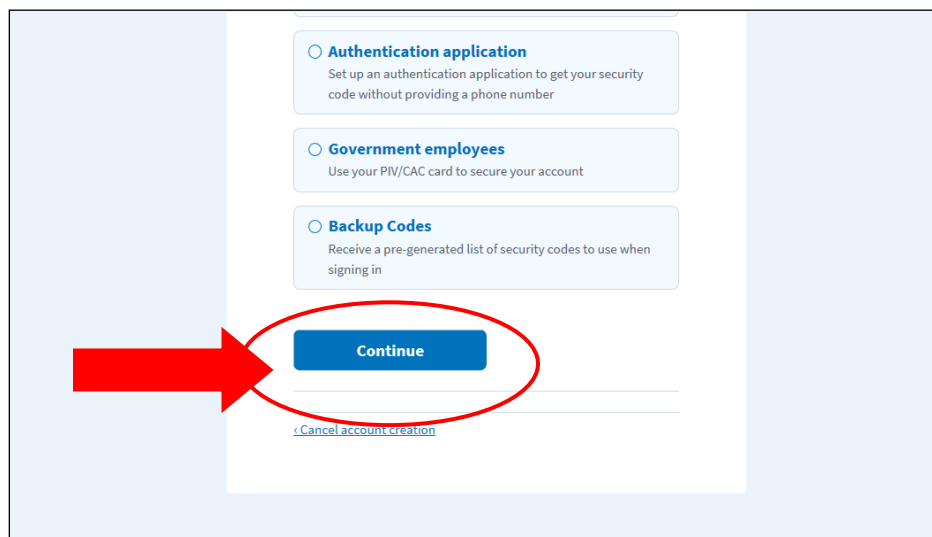 Authentication application
Set up an authentication application to get your security
code without providing a phone number
Government employees
Use your PIV/CAC card to secure your account
Backup Codes
Receive a pre-generated list of security codes to use when
signing in
Continue
‹ Cancel account creation